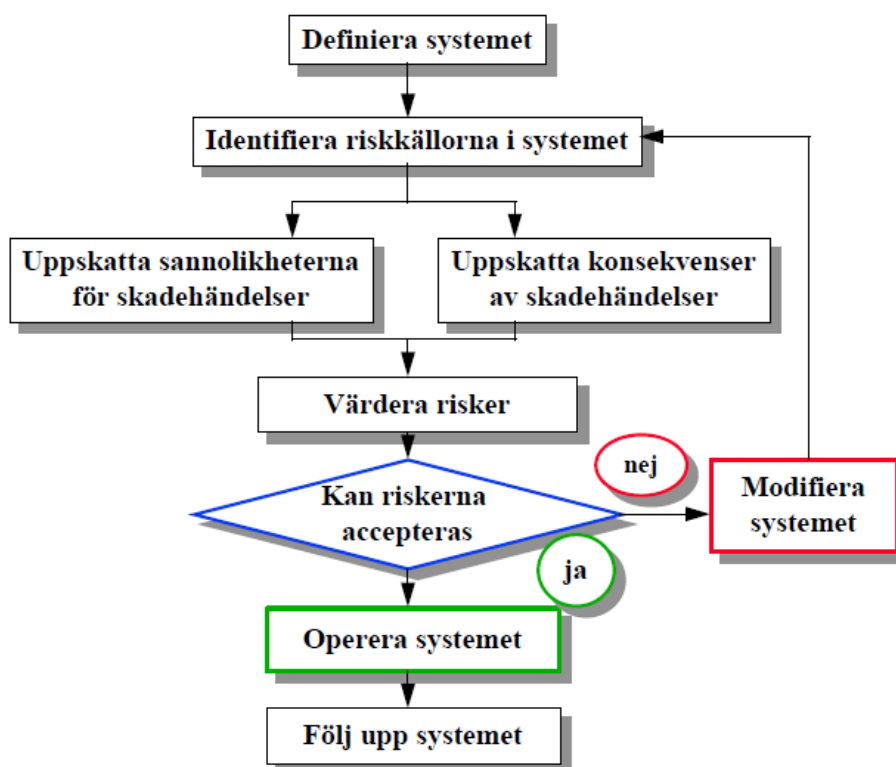 Definiera systemet
Identifiera riskkällorna i systemet
Uppskatta sannolikheterna
för skadehändelser
Uppskatta konsekvenser
av skadehändelser
Värdera risker
Kan riskerna
accepteras
nej
Modifiera
systemet
ja
Operera systemet
Följ upp systemet